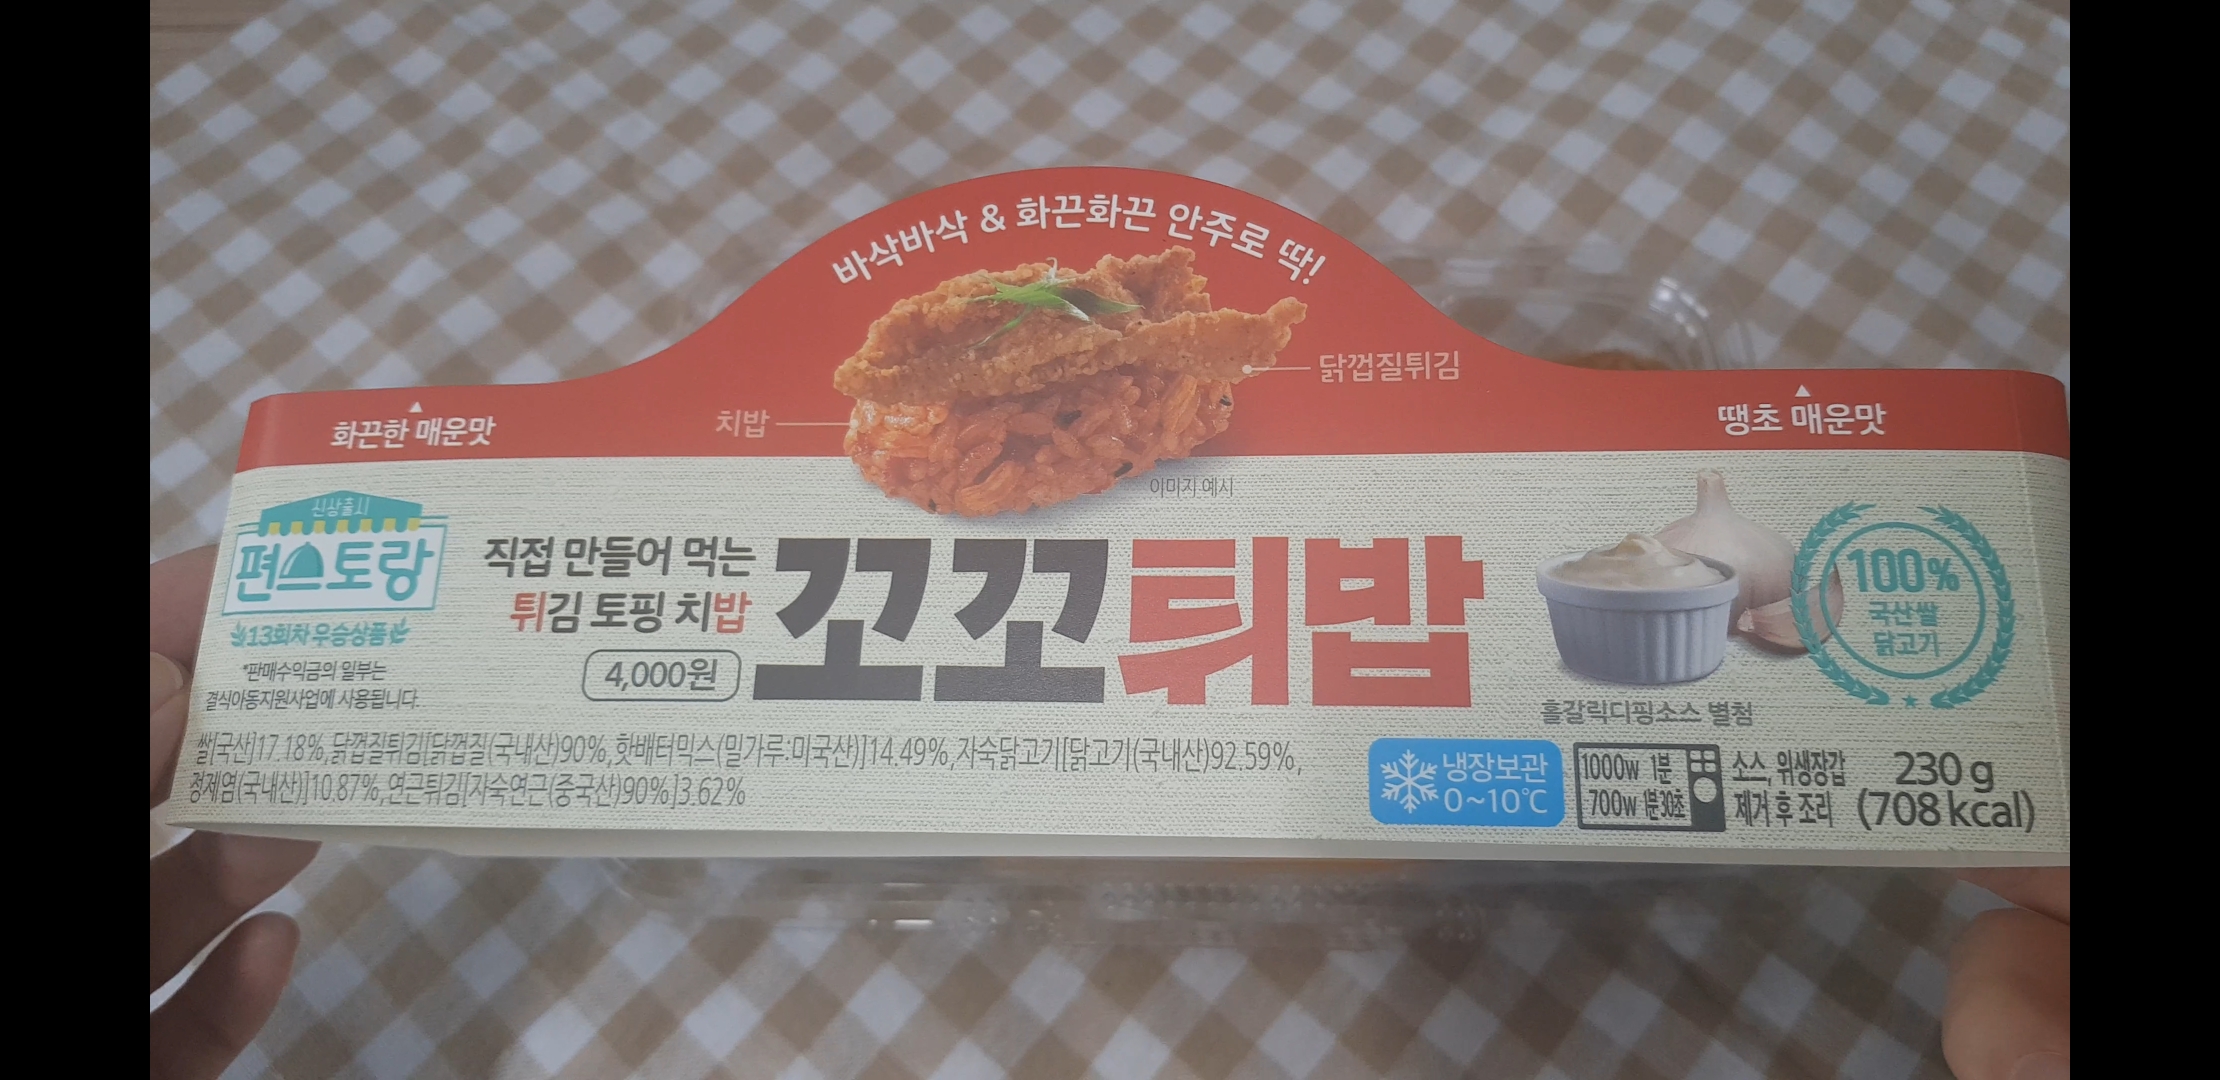 바삭바삭 & 화끈화끈 안주로 딱!
닭껍질튀김
치밥
화끈한 매운맛
땡초 매운맛
이미지 예시
신상출시
편스토랑
13회차 우승상품
*판매수익금의 일부는
결식아동지원사업에 사용됩니다.
직접 만들어 먹는
튀김 토핑 치밥
4,000원
꼬꼬튀밥
100%
국산쌀
닭고기
홀갈릭디핑소스 별첨
쌀[국산]17.18%,닭껍질튀김[닭껍질(국내산)90%,핫배터믹스(밀가루:미국산)]14.49%,자숙닭고기[닭고기(국내산)92.59%,
정제염(국내산)]10.87%,연근튀김[자숙연근(중국산)90%]3.62%
냉장보관
0~10℃
1000w 1분
700w 1분30초
소스, 위생장갑
제거 후 조리
230 g
(708 kcal)